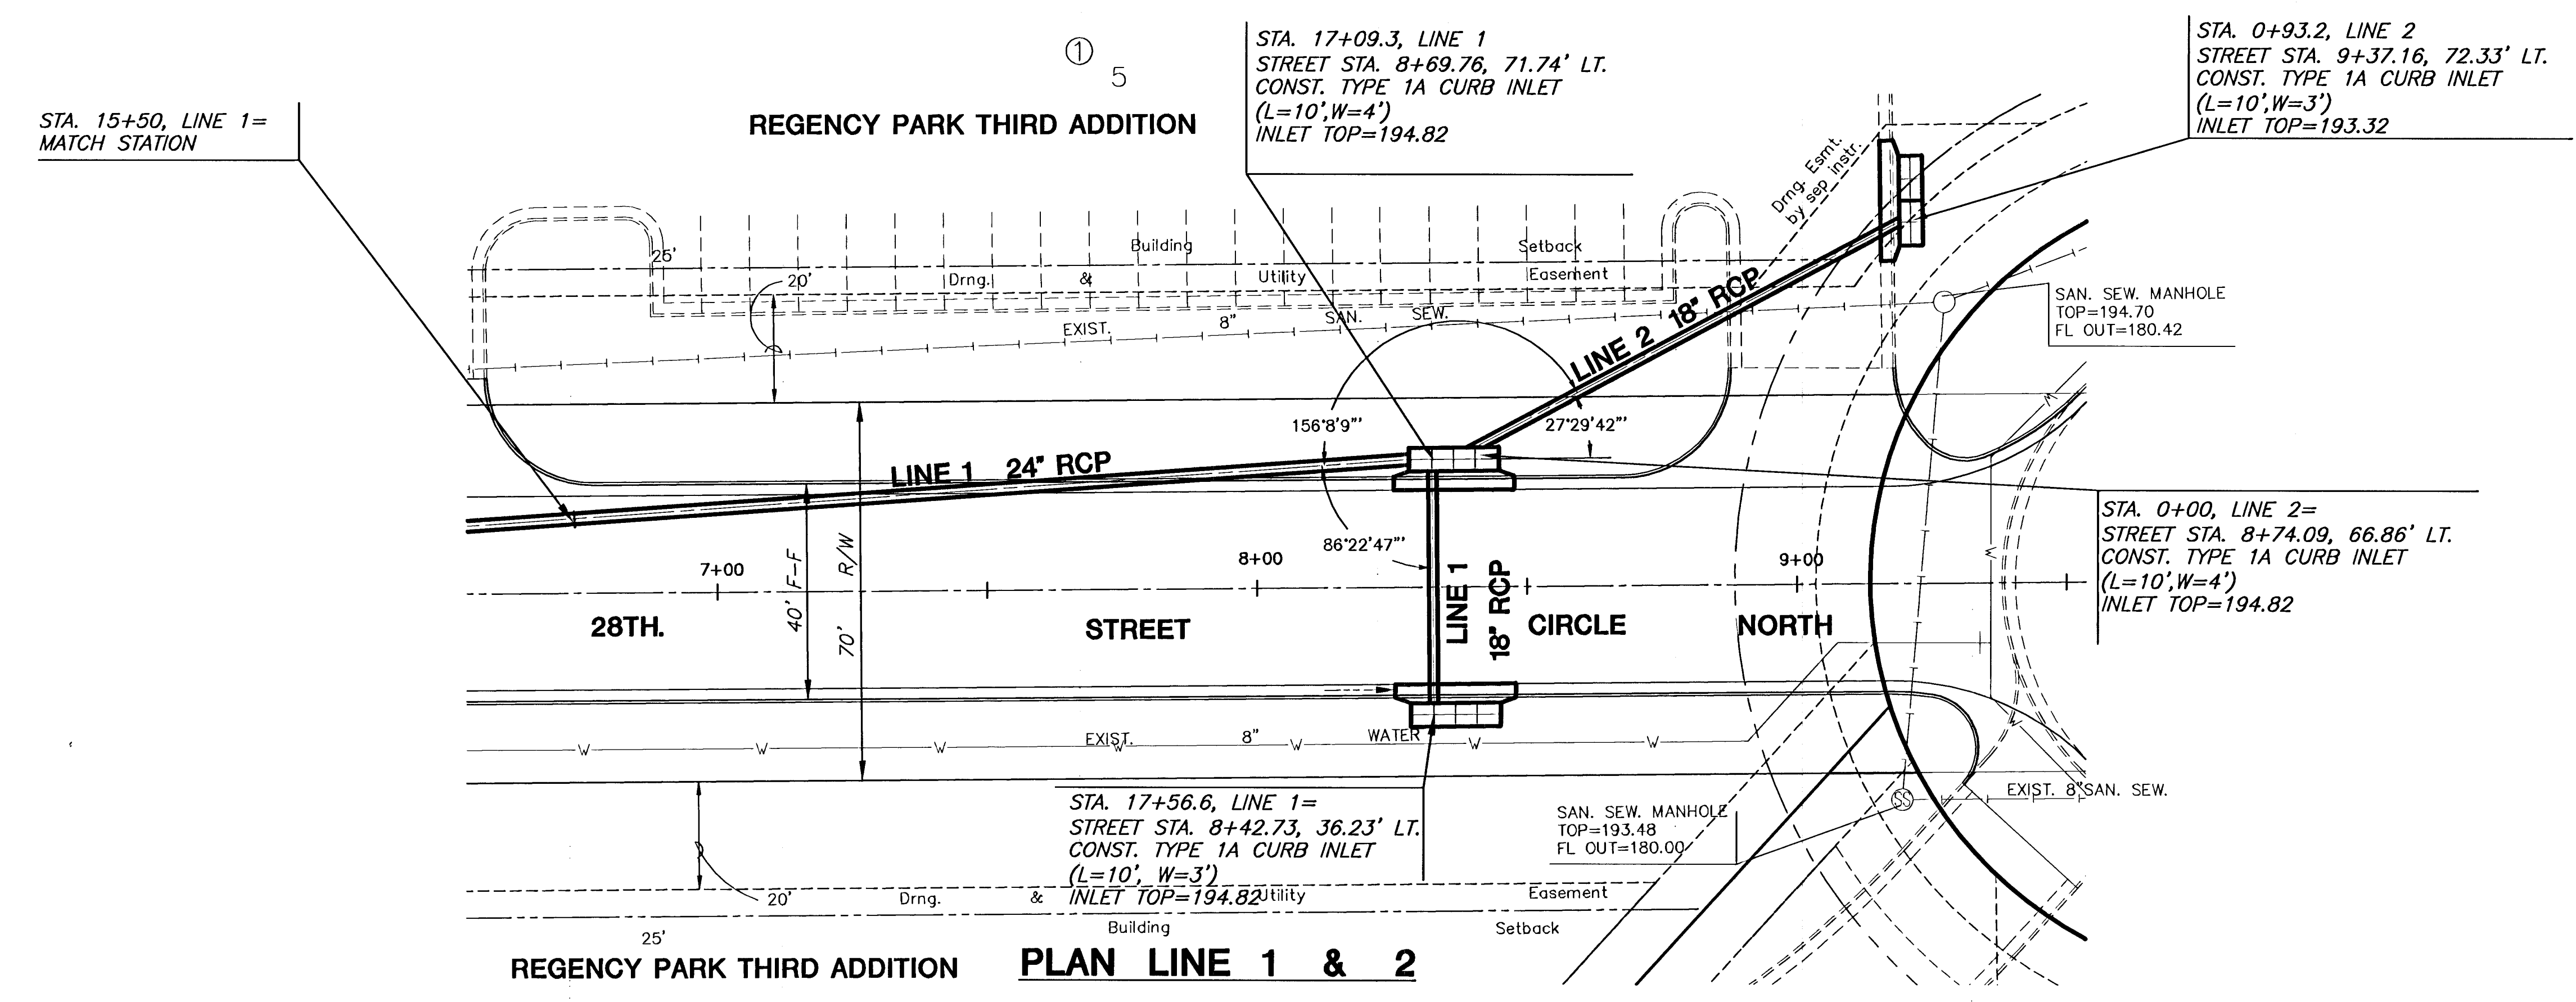 1
5
REGENCY PARK THIRD ADDITION
STA. 15+50, LINE 1=
MATCH STATION
STA. 17+09.3, LINE 1
STREET STA. 8+69.76, 71.74' LT.
CONST. TYPE 1A CURB INLET
(L=10',W=4')
INLET TOP=194.82
STA. 0+93.2, LINE 2
STREET STA. 9+37.16, 72.33' LT.
CONST. TYPE 1A CURB INLET
(L=10',W=3')
INLET TOP=193.32
Drng. Esmt.
by sep instr.
Building Setback
25'
20' Drng. & Utility Easement
EXIST. 8" SAN. SEW.
SAN. SEW. MANHOLE
TOP=194.70
FL OUT=180.42
LINE 2 18" RCP
156°8'9"'
27°29'42"'
LINE 1 24" RCP
86°22'47"'
STA. 0+00, LINE 2=
STREET STA. 8+74.09, 66.86' LT.
CONST. TYPE 1A CURB INLET
(L=10',W=4')
INLET TOP=194.82
W
W
W
7+00 8+00 9+00
40' F-F
70' R/W
LINE 1
18" RCP
28TH. STREET CIRCLE NORTH
EXIST. 8" WATER
W W W W W W W
STA. 17+56.6, LINE 1=
STREET STA. 8+42.73, 36.23' LT.
CONST. TYPE 1A CURB INLET
(L=10', W=3')
INLET TOP=194.82
SAN. SEW. MANHOLE
TOP=193.48
FL OUT=180.00
SS
EXIST. 8" SAN. SEW.
20' Drng. & Utility Easement
Building Setback
25'
REGENCY PARK THIRD ADDITION
PLAN LINE 1 & 2